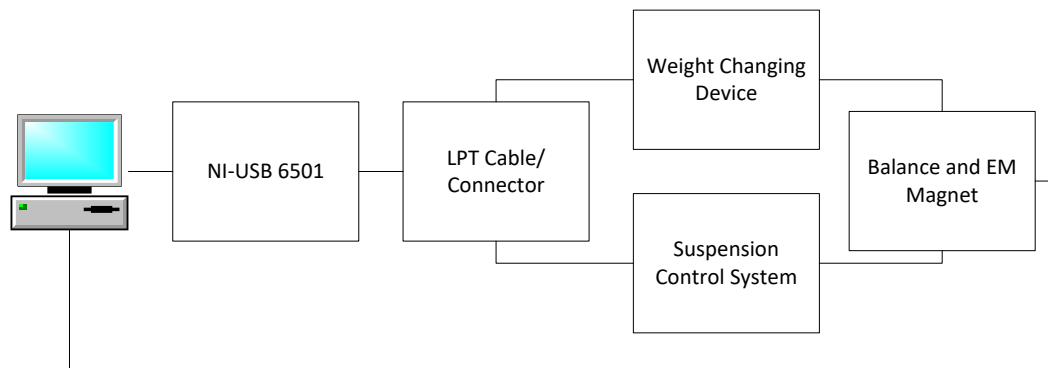 Weight Changing
Device
NI-USB 6501
LPT Cable/
Connector
Balance and EM
Magnet
Suspension
Control System